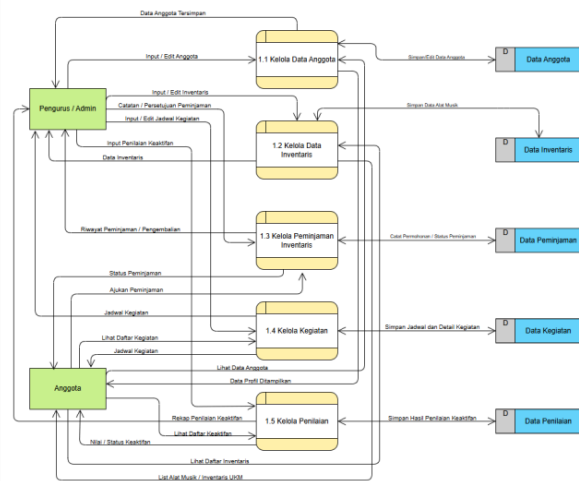 Data Anggota Tersimpan
Input / Edit Anggota
1.1 Kelola Data Anggota
Simpan/Edit Data Anggota
D
Data Anggota
Pengurus / Admin
Input / Edit Inventaris
Catatan / Persetujuan Peminjaman
Input / Edit Jadwal Kegiatan
Input Penilaian Keaktifan
Data Inventaris
1.2 Kelola Data
Inventaris
Simpan Data Alat Musik
D
Data Inventaris
Riwayat Peminjaman / Pengembalian
1.3 Kelola Peminjaman
Inventaris
Catat Permohonan / Status Peminjaman
D
Data Peminjaman
Status Peminjaman
Ajukan Peminjaman
Jadwal Kegiatan
1.4 Kelola Kegiatan
Simpan Jadwal dan Detail Kegiatan
D
Data Kegiatan
Lihat Daftar Kegiatan
Jadwal Kegiatan
Lihat Data Anggota
Anggota
Data Profil Ditampilkan
Rekap Penilaian Keaktifan
1.5 Kelola Penilaian
Simpan Hasil Penilaian Keaktifan
D
Data Penilaian
Lihat Daftar Keaktifan
Nilai / Status Keaktifan
Lihat Daftar Inventaris
List Alat Musik / Inventaris UKM